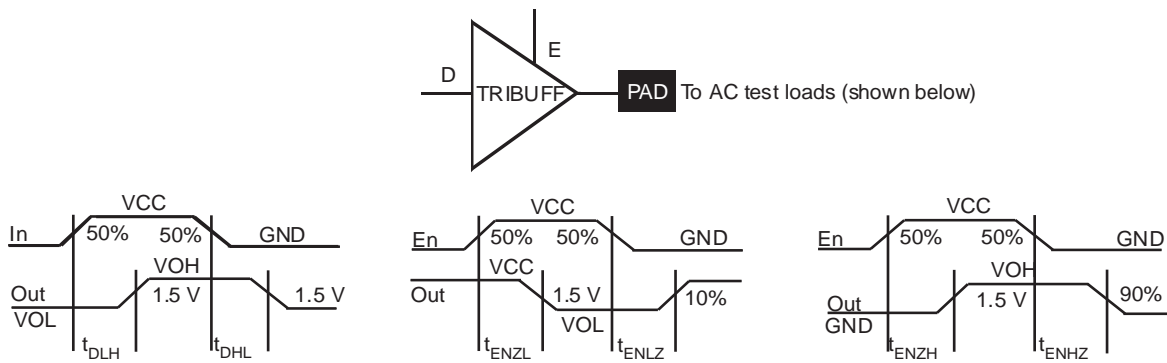 E
D
TRIBUFF
PAD To AC test loads (shown below)
VCC
In 50% 50% GND
VOH
Out 1.5 V 1.5 V
VOL
tDLH tDHL
VCC
En 50% 50% GND
VCC
Out 1.5 V 10%
VOL
tENZL tENLZ
VCC
En 50% 50% GND
VOH
Out 1.5 V 90%
GND
tENZH tENHZ